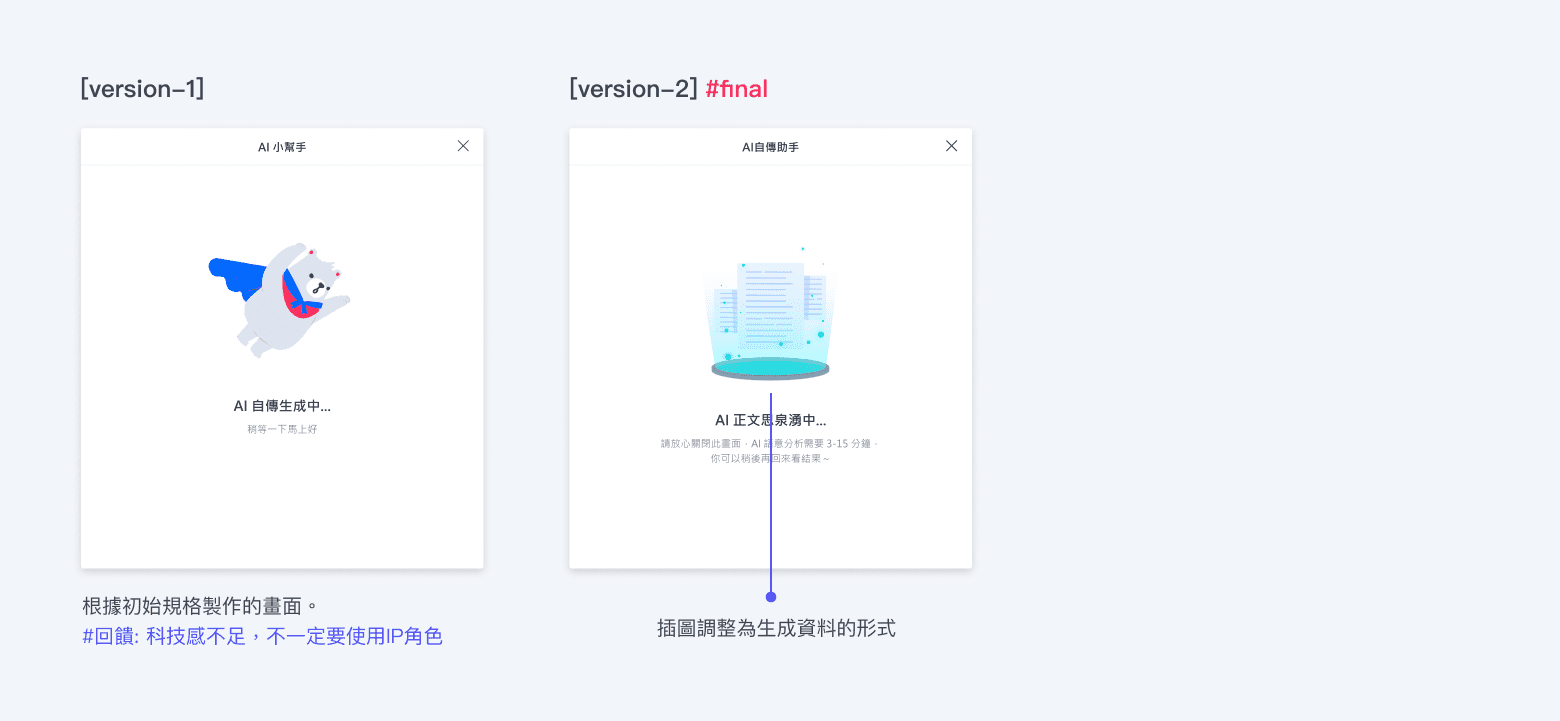 [version–1]
[version–2] #final
AI 小幫手
AI自傳助手
AI 自傳生成中...
稍等一下馬上好
AI 正文思泉湧中...
請放心關閉此畫面,AI 語意分析需要 3-15 分鐘,
你可以稍後再回來看結果~
根據初始規格製作的畫面。
#回饋: 科技感不足,不一定要使用IP角色
插圖調整為生成資料的形式